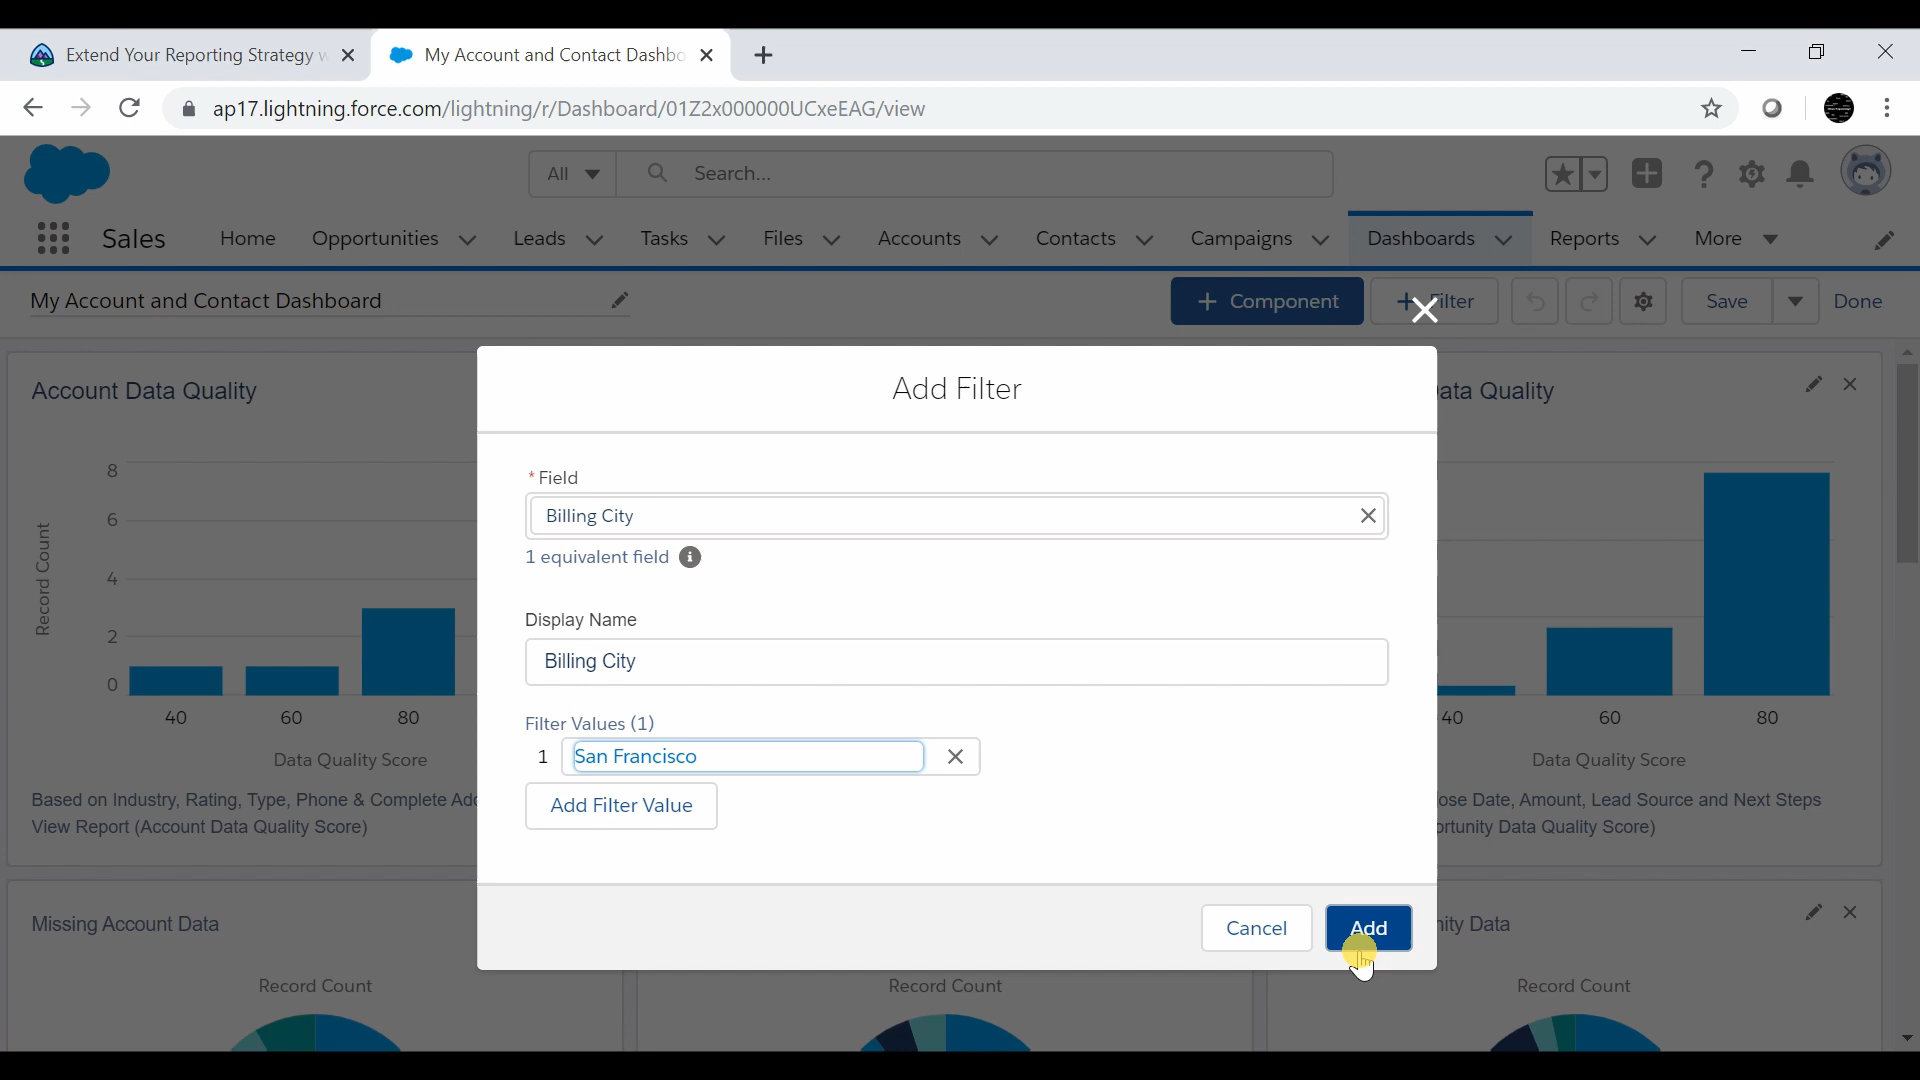 Extend Your Reporting Strategy w
My Account and Contact Dashbo
ap17.lightning.force.com/lightning/r/Dashboard/01Z2x000000UCxeEAG/view
All
Search...
Sales
Home
Opportunities
Leads
Tasks
Files
Accounts
Contacts
Campaigns
Dashboards
Reports
More
My Account and Contact Dashboard
+ Component
+ Filter
Save
Done
Account Data Quality
Record Count
8
6
4
2
0
40
60
80
Data Quality Score
Based on Industry, Rating, Type, Phone & Complete Add
View Report (Account Data Quality Score)
Add Filter
* Field
Billing City
1 equivalent field
Display Name
Billing City
Filter Values (1)
1 San Francisco
Add Filter Value
Cancel
Add
ata Quality
40
60
80
Data Quality Score
ose Date, Amount, Lead Source and Next Steps
ortunity Data Quality Score)
Missing Account Data
Record Count
Record Count
nity Data
Record Count